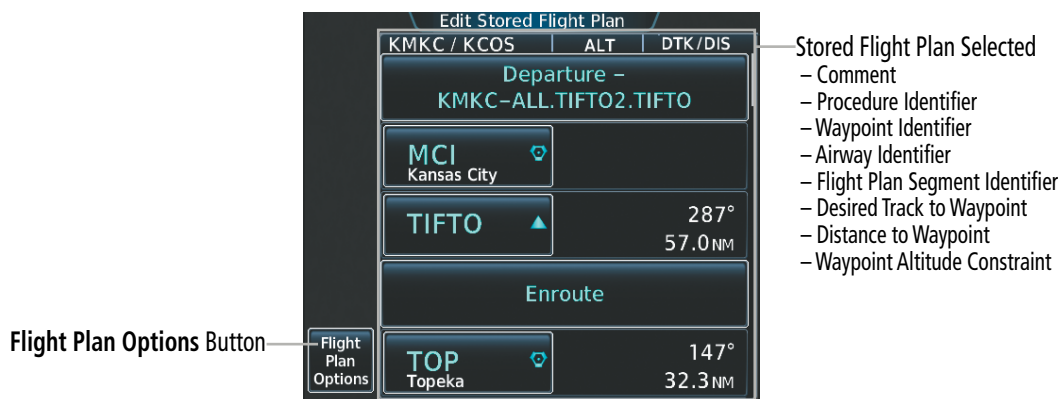 Edit Stored Flight Plan
KMKC / KCOS ALT DTK/DIS
Departure –
KMKC–ALL.TIFTO2.TIFTO
MCI
Kansas City
TIFTO
287°
57.0NM
Enroute
TOP
Topeka
147°
32.3NM
Flight
Plan
Options
Flight Plan Options Button
Stored Flight Plan Selected
– Comment
– Procedure Identifier
– Waypoint Identifier
– Airway Identifier
– Flight Plan Segment Identifier
– Desired Track to Waypoint
– Distance to Waypoint
– Waypoint Altitude Constraint